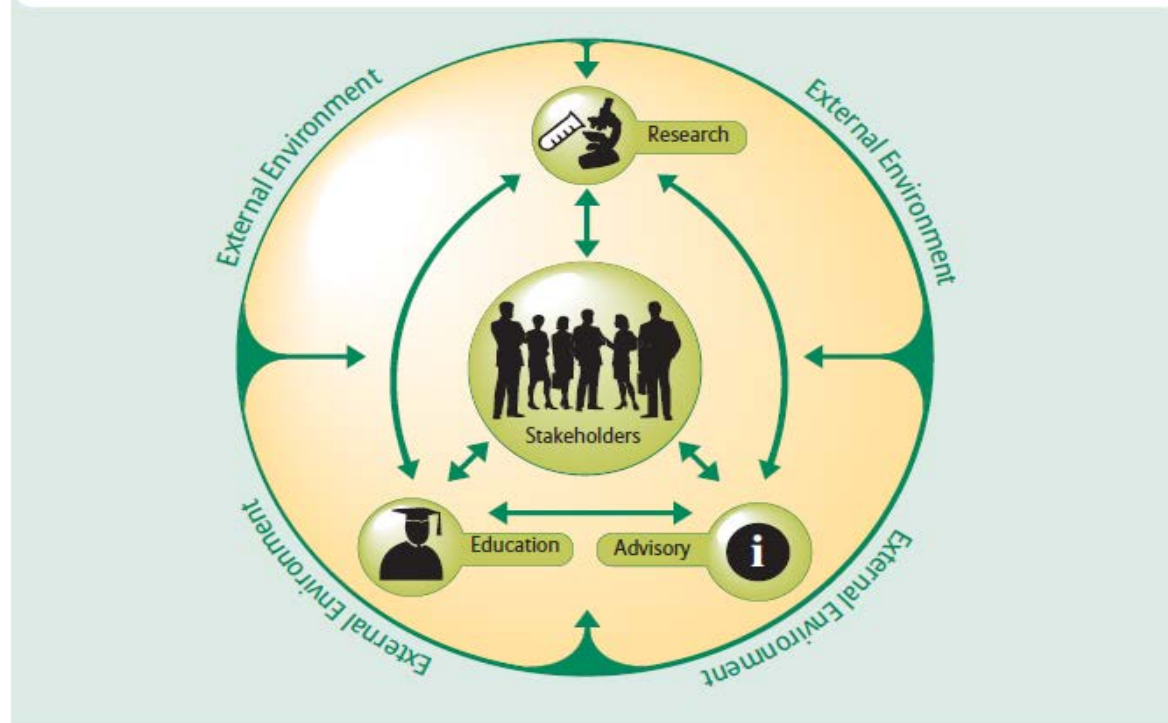 External Environment
External Environment
Research
Stakeholders
Education
Advisory
i
External Environment
External Environment